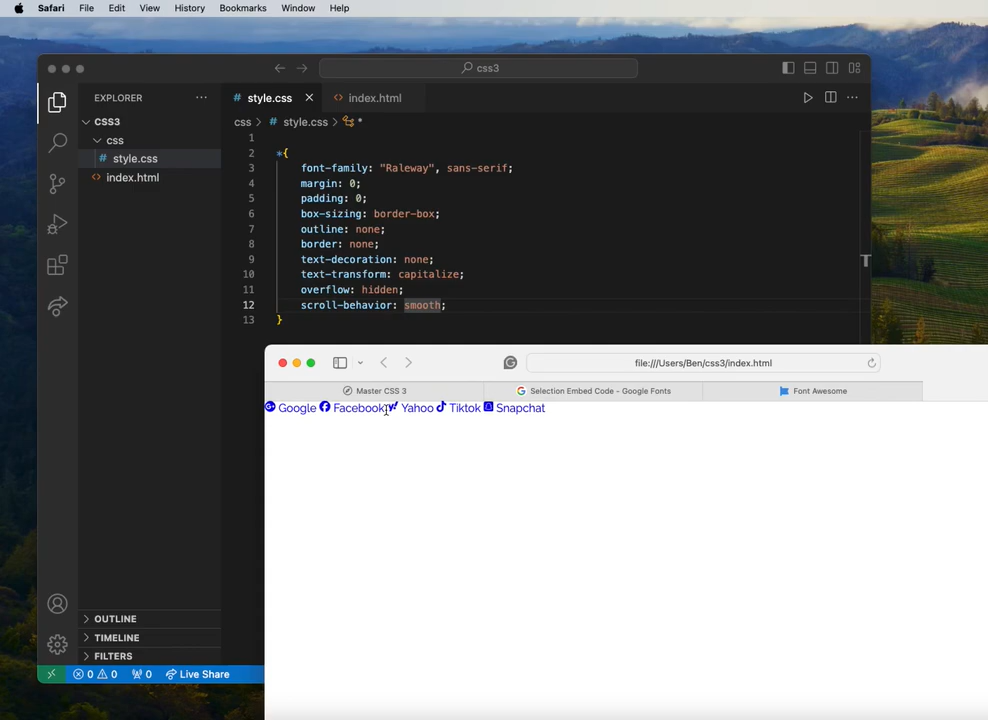 Safari File Edit View History Bookmarks Window Help
css3
EXPLORER ...
style.css
index.html
CSS3
css
# style.css
<> index.html
css > # style.css > *
1
2 *{
3 font-family: "Raleway", sans-serif;
4 margin: 0;
5 padding: 0;
6 box-sizing: border-box;
7 outline: none;
8 border: none;
9 text-decoration: none;
10 text-transform: capitalize;
11 overflow: hidden;
12 scroll-behavior: smooth;
13 }
file:///Users/Ben/css3/index.html
Master CSS 3
Selection Embed Code - Google Fonts
Font Awesome
Google Facebook Yahoo Tiktok Snapchat
OUTLINE
TIMELINE
FILTERS
0 0 0 Live Share